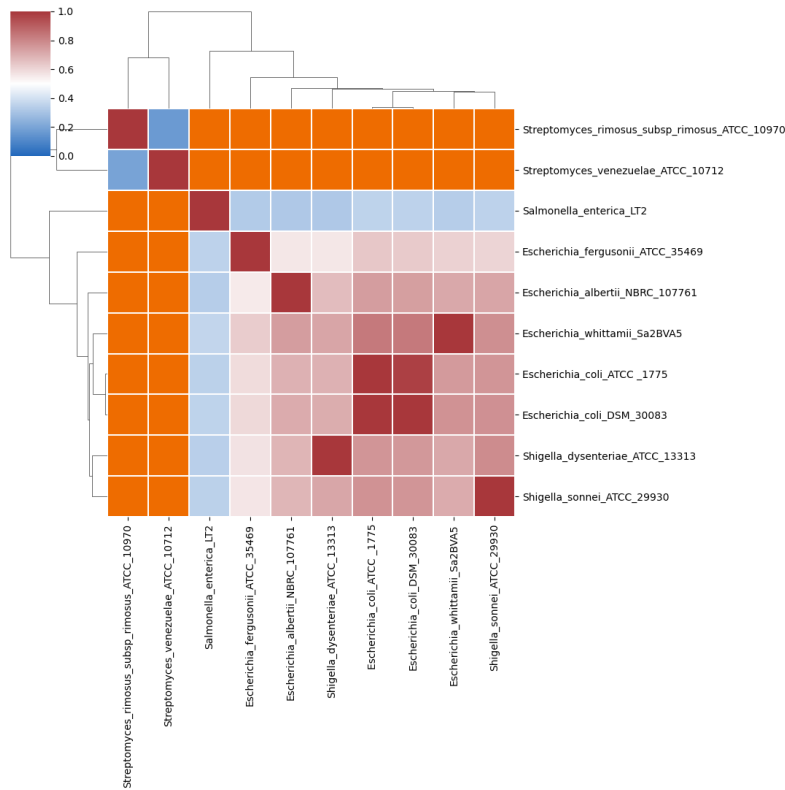 1.0
0.8
0.6
0.4
0.2
0.0
Streptomyces_rimosus_subsp_rimosus_ATCC_10970
Streptomyces_venezuelae_ATCC_10712
Salmonella_enterica_LT2
Escherichia_fergusonii_ATCC_35469
Escherichia_albertii_NBRC_107761
Escherichia_whittamii_Sa2BVA5
Escherichia_coli_ATCC _1775
Escherichia_coli_DSM_30083
Shigella_dysenteriae_ATCC_13313
Shigella_sonnei_ATCC_29930
Streptomyces_rimosus_subsp_rimosus_ATCC_10970
Streptomyces_venezuelae_ATCC_10712
Salmonella_enterica_LT2
Escherichia_fergusonii_ATCC_35469
Escherichia_albertii_NBRC_107761
Shigella_dysenteriae_ATCC_13313
Escherichia_coli_ATCC _1775
Escherichia_coli_DSM_30083
Escherichia_whittamii_Sa2BVA5
Shigella_sonnei_ATCC_29930